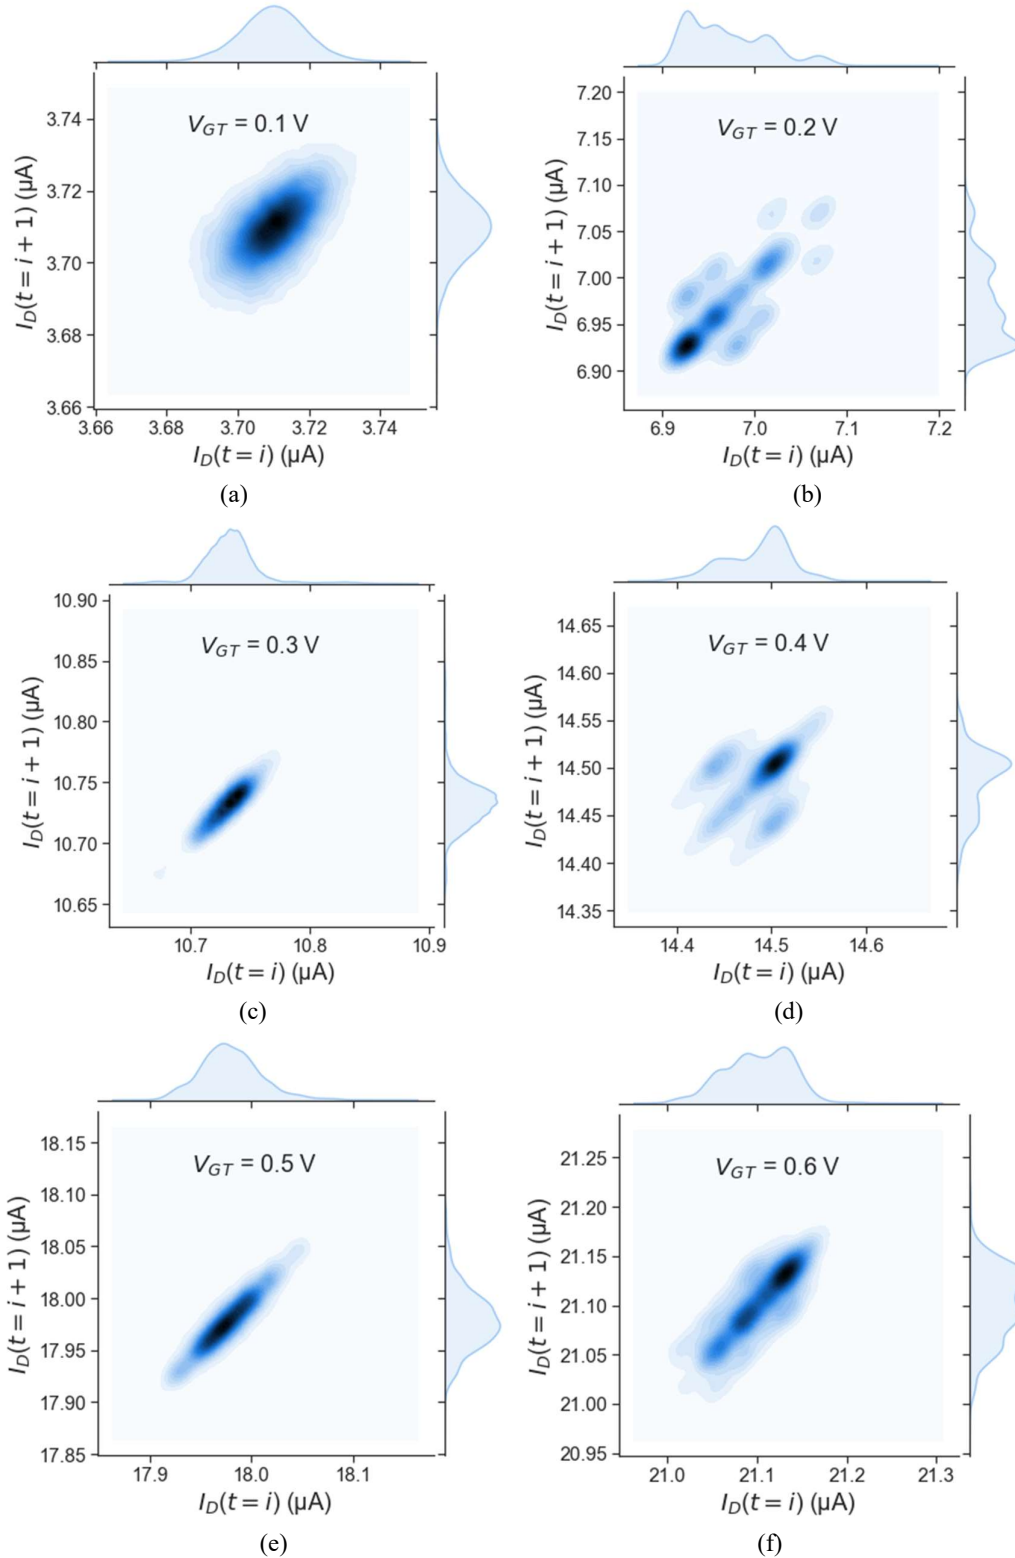 V_GT = 0.1 V
3.74
3.72
3.70
3.68
3.66
I_D(t = i + 1) (μA)
3.66 3.68 3.70 3.72 3.74
I_D(t = i) (μA)
(a)
V_GT = 0.2 V
7.20
7.15
7.10
7.05
7.00
6.95
6.90
I_D(t = i + 1) (μA)
6.9 7.0 7.1 7.2
I_D(t = i) (μA)
(b)
V_GT = 0.3 V
10.90
10.85
10.80
10.75
10.70
10.65
I_D(t = i + 1) (μA)
10.7 10.8 10.9
I_D(t = i) (μA)
(c)
V_GT = 0.4 V
14.65
14.60
14.55
14.50
14.45
14.40
14.35
I_D(t = i + 1) (μA)
14.4 14.5 14.6
I_D(t = i) (μA)
(d)
V_GT = 0.5 V
18.15
18.10
18.05
18.00
17.95
17.90
17.85
I_D(t = i + 1) (μA)
17.9 18.0 18.1
I_D(t = i) (μA)
(e)
V_GT = 0.6 V
21.25
21.20
21.15
21.10
21.05
21.00
20.95
I_D(t = i + 1) (μA)
21.0 21.1 21.2 21.3
I_D(t = i) (μA)
(f)